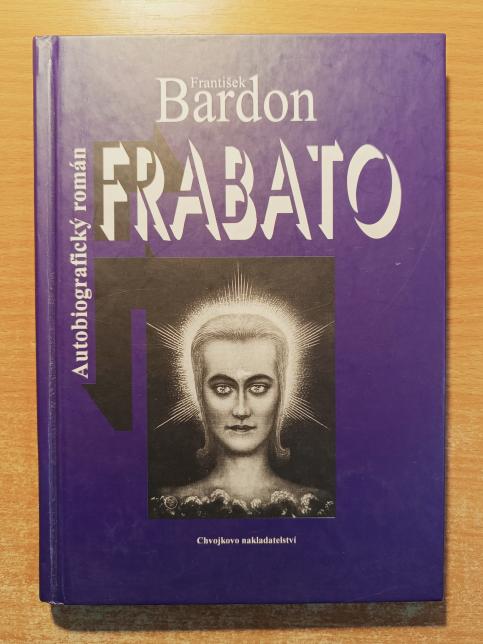 František
Bardon
FRABATO
Autobiografický román
Chvojkovo nakladatelství